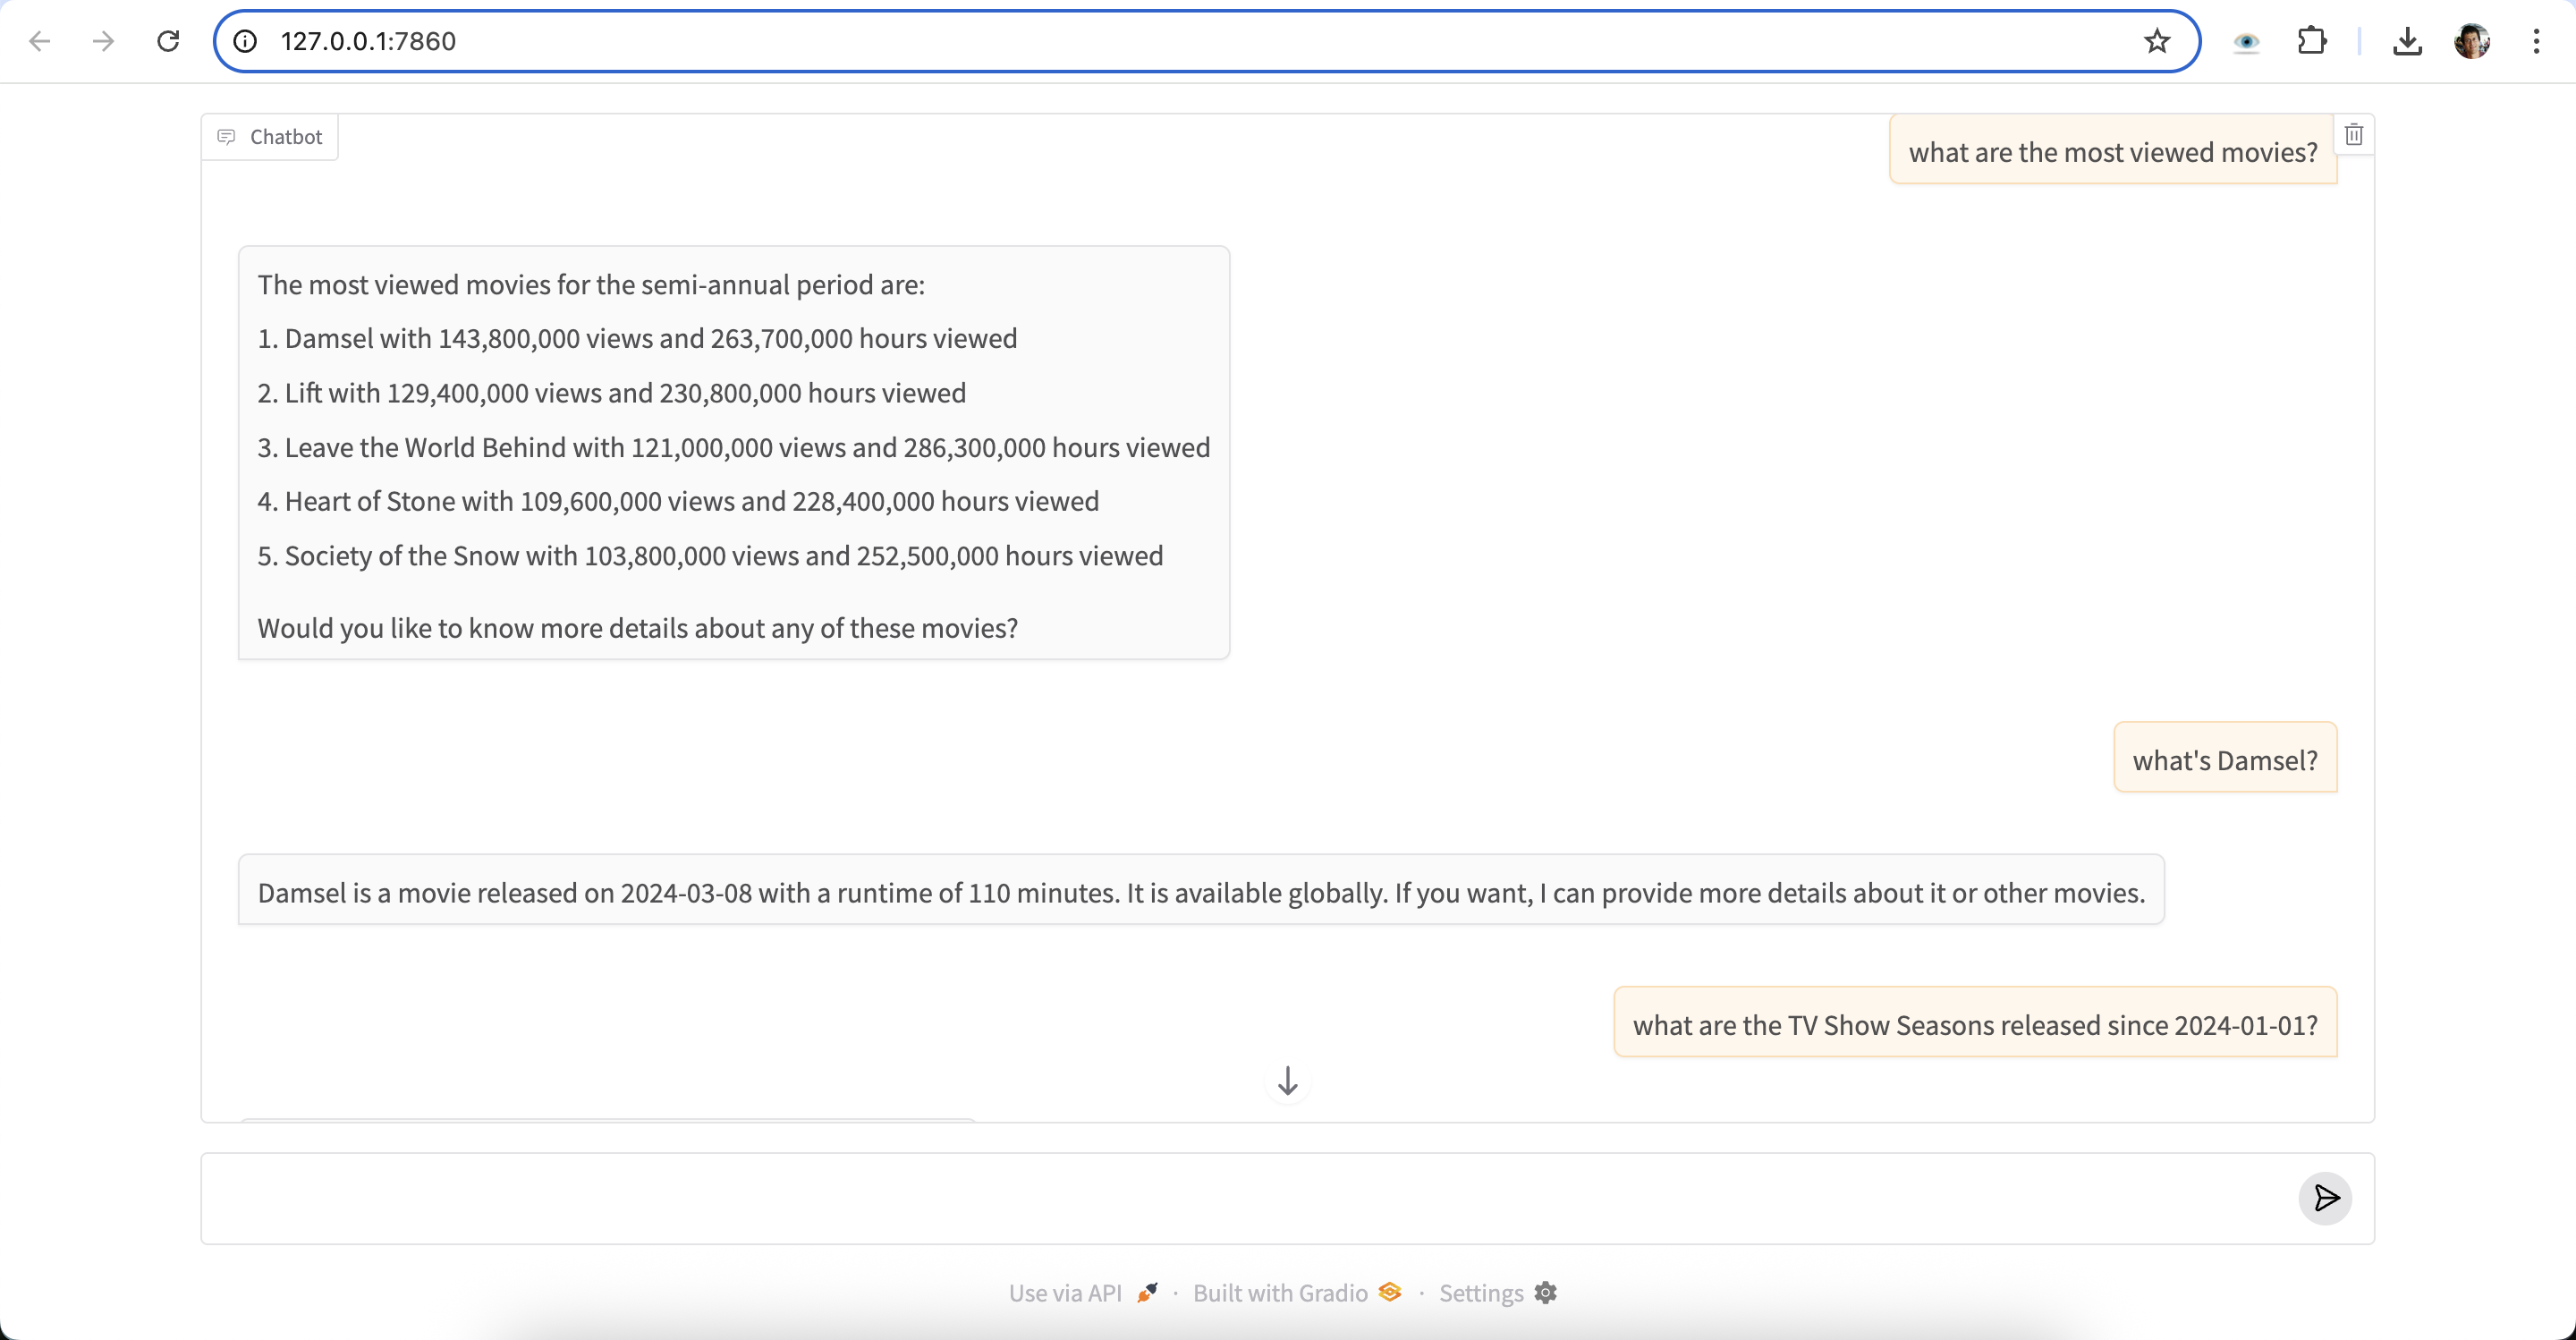 127.0.0.1:7860
Chatbot
what are the most viewed movies?
The most viewed movies for the semi-annual period are:
1. Damsel with 143,800,000 views and 263,700,000 hours viewed
2. Lift with 129,400,000 views and 230,800,000 hours viewed
3. Leave the World Behind with 121,000,000 views and 286,300,000 hours viewed
4. Heart of Stone with 109,600,000 views and 228,400,000 hours viewed
5. Society of the Snow with 103,800,000 views and 252,500,000 hours viewed
Would you like to know more details about any of these movies?
what's Damsel?
Damsel is a movie released on 2024-03-08 with a runtime of 110 minutes. It is available globally. If you want, I can provide more details about it or other movies.
what are the TV Show Seasons released since 2024-01-01?
Use via API · Built with Gradio · Settings